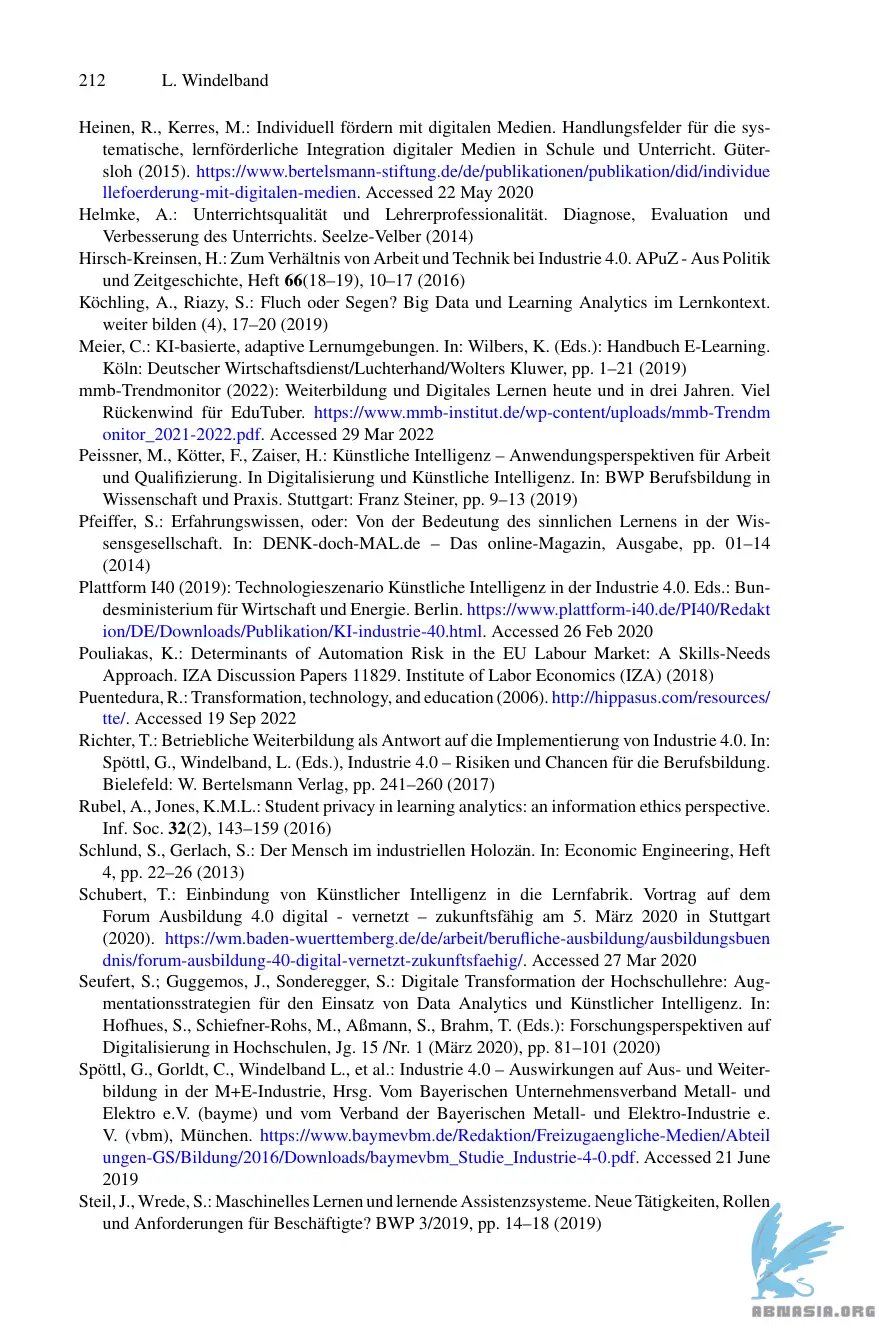 212 L. Windelband
Heinen, R., Kerres, M.: Individuell fördern mit digitalen Medien. Handlungsfelder für die sys-
tematische, lernförderliche Integration digitaler Medien in Schule und Unterricht. Güter-
sloh (2015). https://www.bertelsmann-stiftung.de/de/publikationen/publikation/did/individue
llefoerderung-mit-digitalen-medien. Accessed 22 May 2020
Helmke, A.: Unterrichtsqualität und Lehrerprofessionalität. Diagnose, Evaluation und
Verbesserung des Unterrichts. Seelze-Velber (2014)
Hirsch-Kreinsen, H.: Zum Verhältnis von Arbeit und Technik bei Industrie 4.0. APuZ - Aus Politik
und Zeitgeschichte, Heft 66(18–19), 10–17 (2016)
Köchling, A., Riazy, S.: Fluch oder Segen? Big Data und Learning Analytics im Lernkontext.
weiter bilden (4), 17–20 (2019)
Meier, C.: KI-basierte, adaptive Lernumgebungen. In: Wilbers, K. (Eds.): Handbuch E-Learning.
Köln: Deutscher Wirtschaftsdienst/Luchterhand/Wolters Kluwer, pp. 1–21 (2019)
mmb-Trendmonitor (2022): Weiterbildung und Digitales Lernen heute und in drei Jahren. Viel
Rückenwind für EduTuber. https://www.mmb-institut.de/wp-content/uploads/mmb-Trendm
onitor_2021-2022.pdf. Accessed 29 Mar 2022
Peissner, M., Kötter, F., Zaiser, H.: Künstliche Intelligenz – Anwendungsperspektiven für Arbeit
und Qualifizierung. In Digitalisierung und Künstliche Intelligenz. In: BWP Berufsbildung in
Wissenschaft und Praxis. Stuttgart: Franz Steiner, pp. 9–13 (2019)
Pfeiffer, S.: Erfahrungswissen, oder: Von der Bedeutung des sinnlichen Lernens in der Wis-
sensgesellschaft. In: DENK-doch-MAL.de – Das online-Magazin, Ausgabe, pp. 01–14
(2014)
Plattform I40 (2019): Technologieszenario Künstliche Intelligenz in der Industrie 4.0. Eds.: Bun-
desministerium für Wirtschaft und Energie. Berlin. https://www.plattform-i40.de/PI40/Redakt
ion/DE/Downloads/Publikation/KI-industrie-40.html. Accessed 26 Feb 2020
Pouliakas, K.: Determinants of Automation Risk in the EU Labour Market: A Skills-Needs
Approach. IZA Discussion Papers 11829. Institute of Labor Economics (IZA) (2018)
Puentedura, R.: Transformation, technology, and education (2006). http://hippasus.com/resources/
tte/. Accessed 19 Sep 2022
Richter, T.: Betriebliche Weiterbildung als Antwort auf die Implementierung von Industrie 4.0. In:
Spöttl, G., Windelband, L. (Eds.), Industrie 4.0 – Risiken und Chancen für die Berufsbildung.
Bielefeld: W. Bertelsmann Verlag, pp. 241–260 (2017)
Rubel, A., Jones, K.M.L.: Student privacy in learning analytics: an information ethics perspective.
Inf. Soc. 32(2), 143–159 (2016)
Schlund, S., Gerlach, S.: Der Mensch im industriellen Holozän. In: Economic Engineering, Heft
4, pp. 22–26 (2013)
Schubert, T.: Einbindung von Künstlicher Intelligenz in die Lernfabrik. Vortrag auf dem
Forum Ausbildung 4.0 digital - vernetzt – zukunftsfähig am 5. März 2020 in Stuttgart
(2020). https://wm.baden-wuerttemberg.de/de/arbeit/berufliche-ausbildung/ausbildungsbuen
dnis/forum-ausbildung-40-digital-vernetzt-zukunftsfaehig/. Accessed 27 Mar 2020
Seufert, S.; Guggemos, J., Sonderegger, S.: Digitale Transformation der Hochschullehre: Aug-
mentationsstrategien für den Einsatz von Data Analytics und Künstlicher Intelligenz. In:
Hofhues, S., Schiefner-Rohs, M., Aßmann, S., Brahm, T. (Eds.): Forschungsperspektiven auf
Digitalisierung in Hochschulen, Jg. 15 /Nr. 1 (März 2020), pp. 81–101 (2020)
Spöttl, G., Gorldt, C., Windelband L., et al.: Industrie 4.0 – Auswirkungen auf Aus- und Weiter-
bildung in der M+E-Industrie, Hrsg. Vom Bayerischen Unternehmensverband Metall- und
Elektro e.V. (bayme) und vom Verband der Bayerischen Metall- und Elektro-Industrie e.
V. (vbm), München. https://www.baymevbm.de/Redaktion/Freizugaengliche-Medien/Abteil
ungen-GS/Bildung/2016/Downloads/baymevbm_Studie_Industrie-4-0.pdf. Accessed 21 June
2019
Steil, J., Wrede, S.: Maschinelles Lernen und lernende Assistenzsysteme. Neue Tätigkeiten, Rollen
und Anforderungen für Beschäftigte? BWP 3/2019, pp. 14–18 (2019)
ABNASIA.ORG